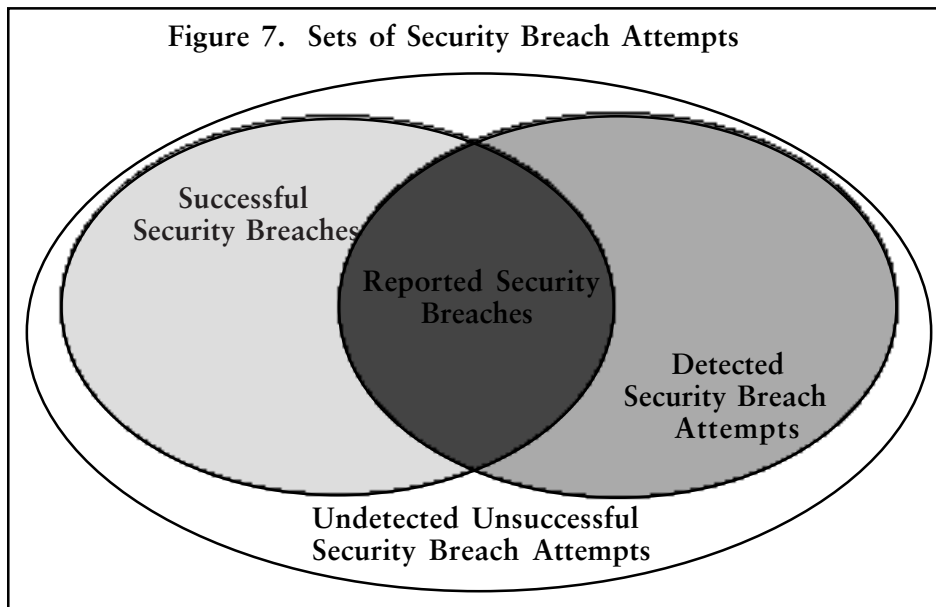 Figure 7. Sets of Security Breach Attempts
Successful
Security Breaches
Reported Security
Breaches
Detected
Security Breach
Attempts
Undetected Unsuccessful
Security Breach Attempts